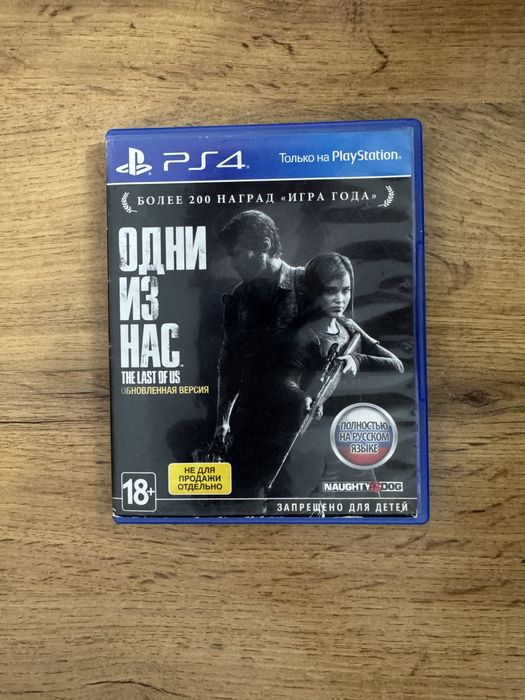 PS4
Только на PlayStation®
БОЛЕЕ 200 НАГРАД «ИГРА ГОДА»
ОДНИ
ИЗ
НАС
THE LAST OF US
ОБНОВЛЕННАЯ ВЕРСИЯ
ПОЛНОСТЬЮ
НА РУССКОМ
ЯЗЫКЕ
НЕ ДЛЯ
ПРОДАЖИ
ОТДЕЛЬНО
18+
NAUGHTY DOG
ЗАПРЕЩЕНО ДЛЯ ДЕТЕЙ